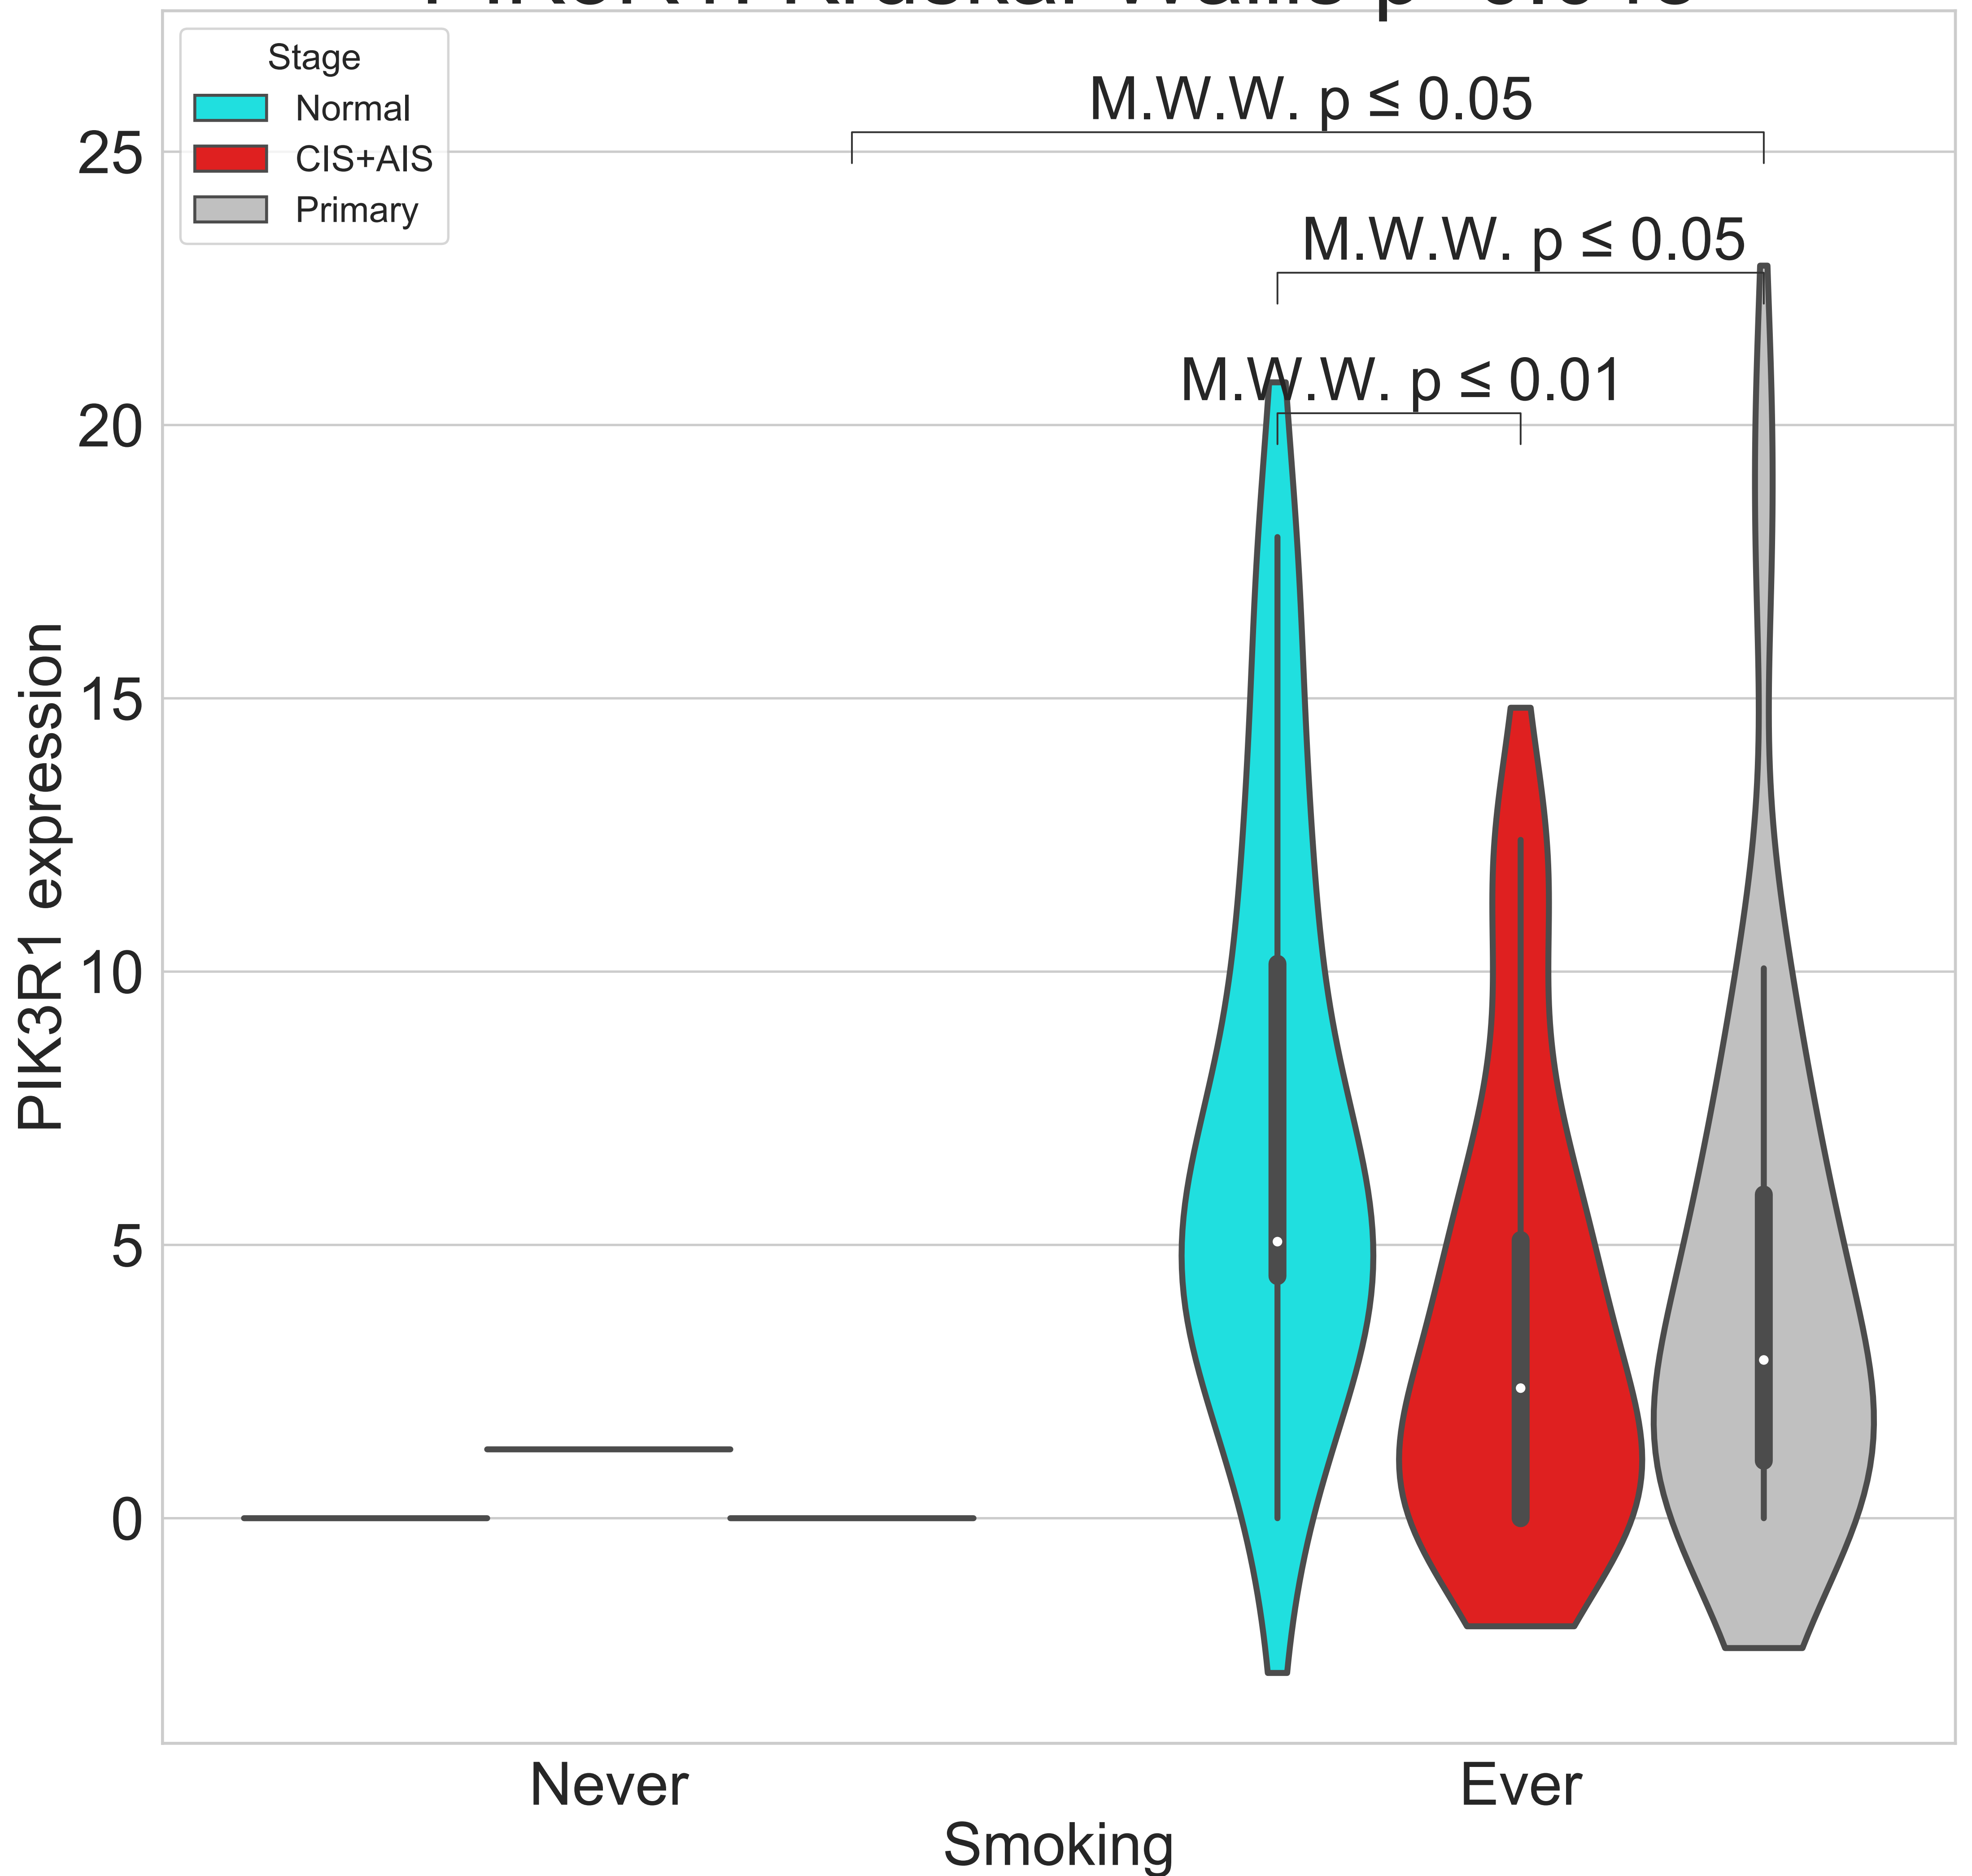 Stage
Normal
CIS+AIS
Primary
M.W.W. p ≤ 0.05
M.W.W. p ≤ 0.05
M.W.W. p ≤ 0.01
25
20
15
10
5
0
PIK3R1 expression
Never
Ever
Smoking